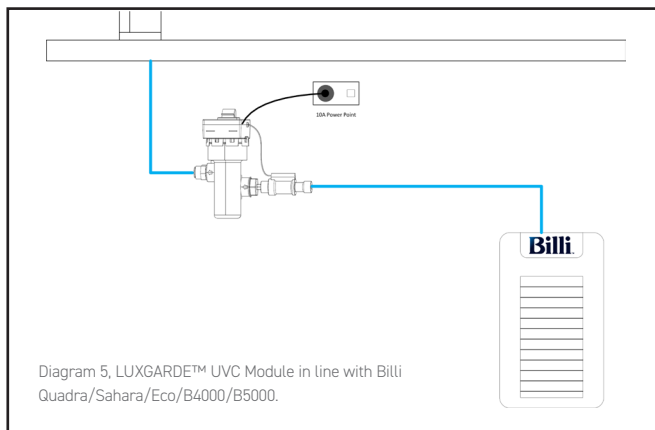 10A Power Point
Billi
Diagram 5, LUXGARDE™ UVC Module in line with Billi
Quadra/Sahara/Eco/B4000/B5000.